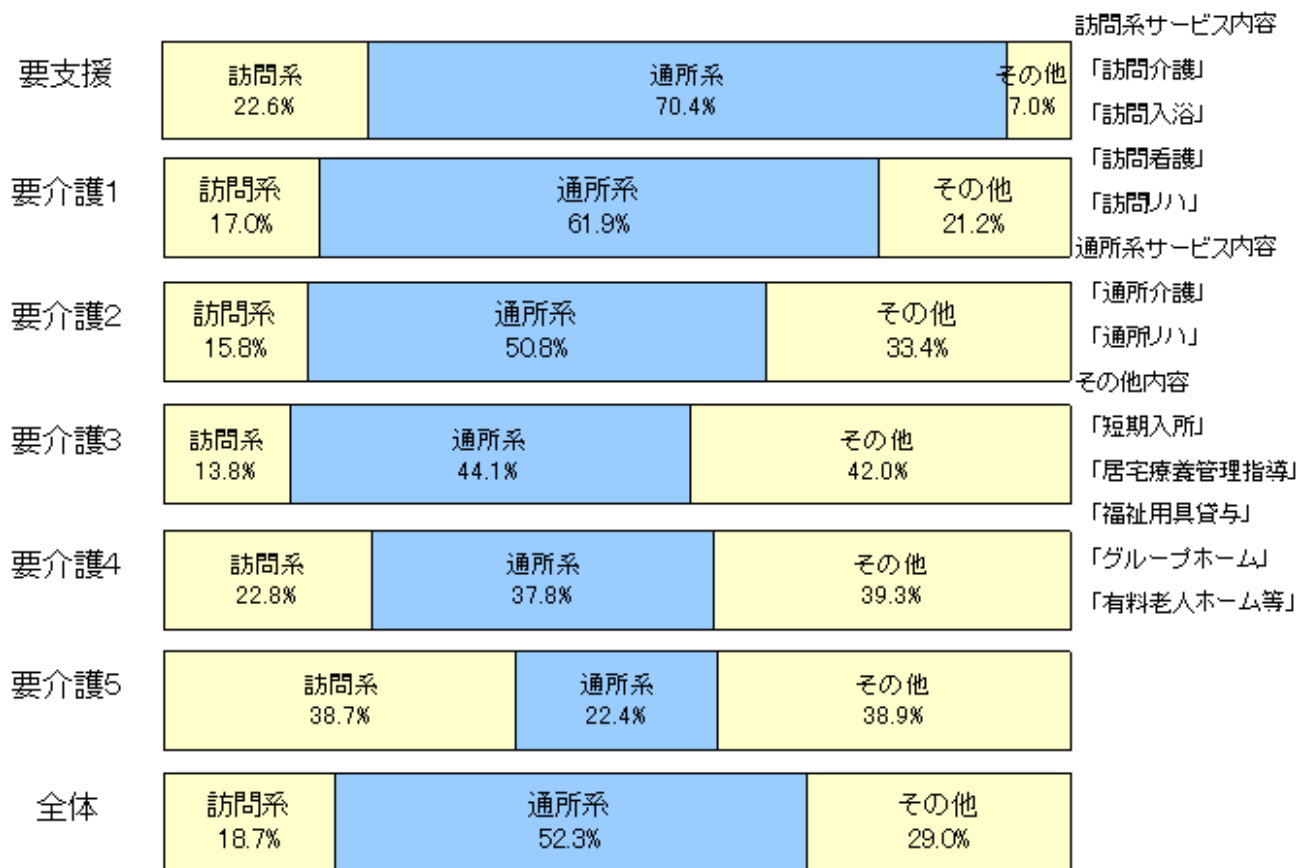 要支援
訪問系
22.6%
通所系
70.4%
その他
7.0%
要介護1
訪問系
17.0%
通所系
61.9%
その他
21.2%
要介護2
訪問系
15.8%
通所系
50.8%
その他
33.4%
要介護3
訪問系
13.8%
通所系
44.1%
その他
42.0%
要介護4
訪問系
22.8%
通所系
37.8%
その他
39.3%
要介護5
訪問系
38.7%
通所系
22.4%
その他
38.9%
全体
訪問系
18.7%
通所系
52.3%
その他
29.0%
訪問系サービス内容
「訪問介護」
「訪問入浴」
「訪問看護」
「訪問リハ」
通所系サービス内容
「通所介護」
「通所リハ」
その他内容
「短期入所」
「居宅療養管理指導」
「福祉用具貸与」
「グループホーム」
「有料老人ホーム等」